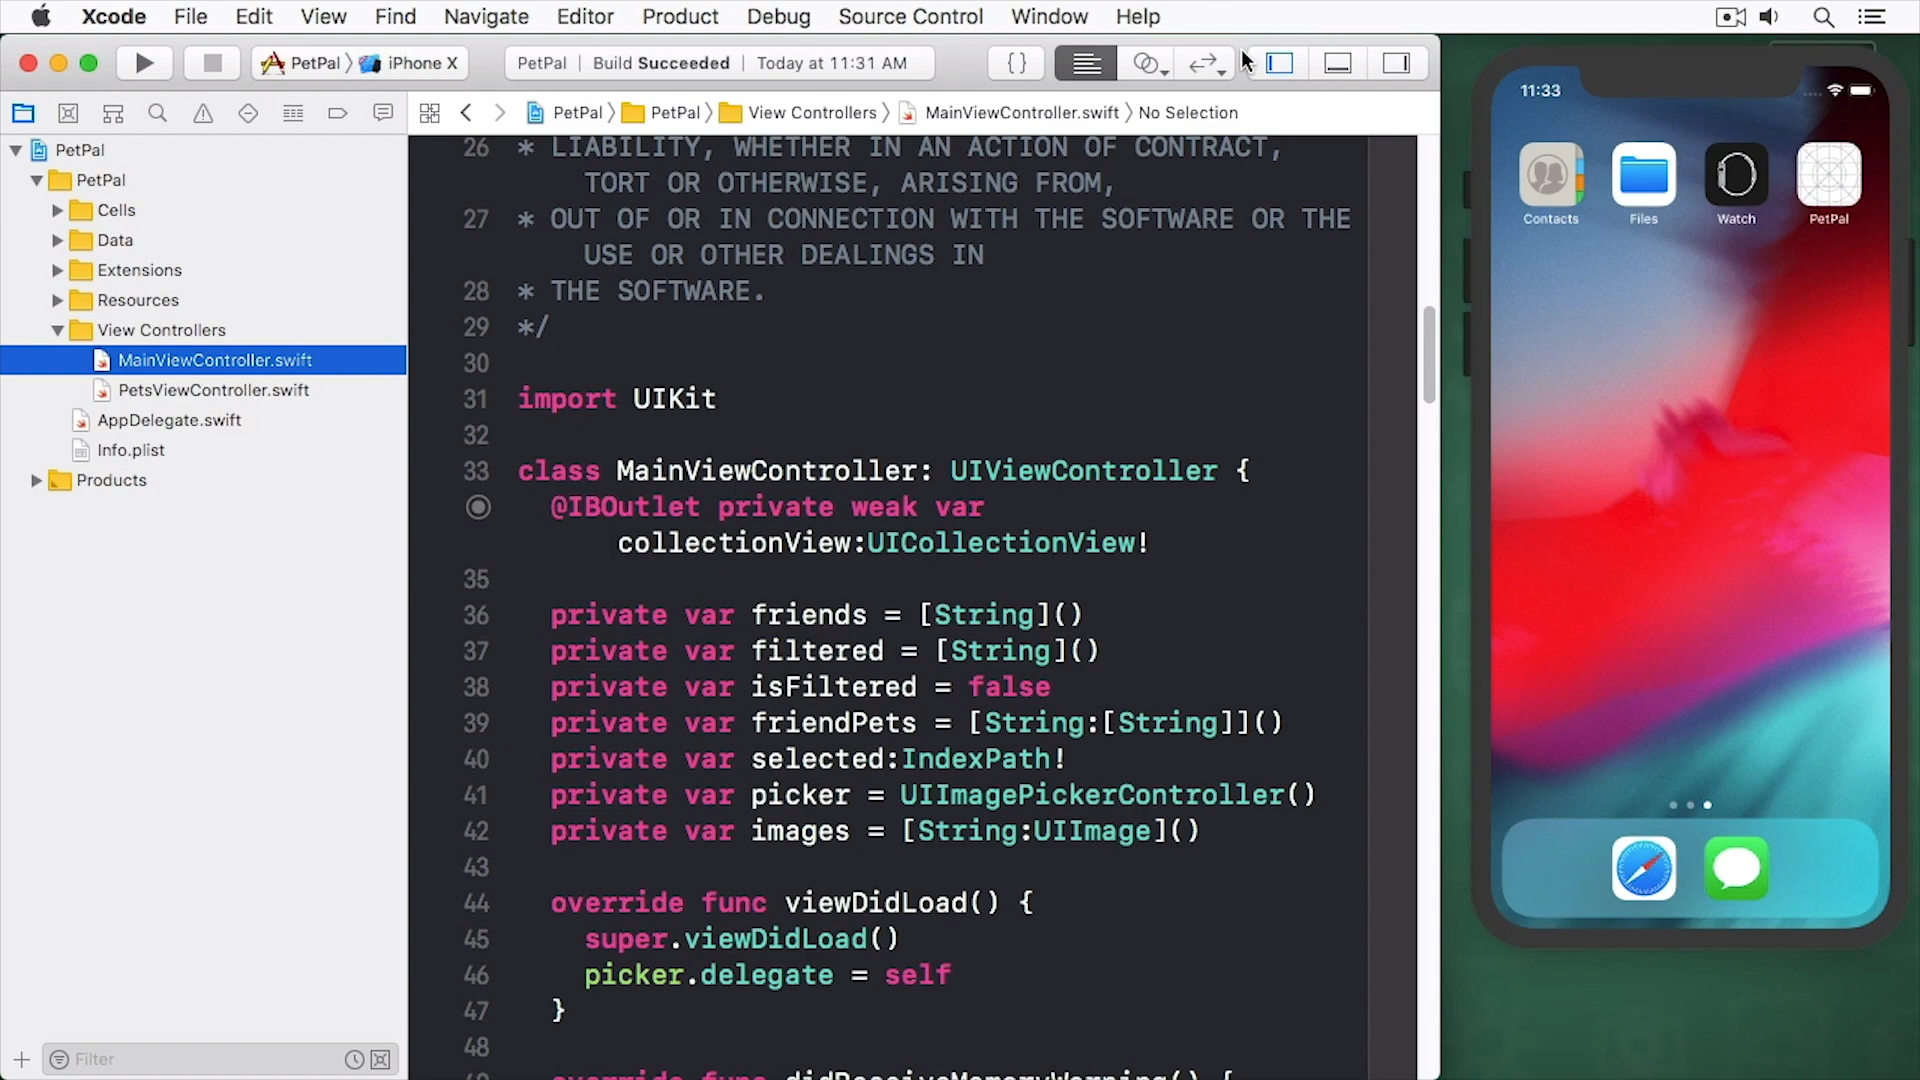 Xcode File Edit View Find Navigate Editor Product Debug Source Control Window Help
PetPal iPhone X
PetPal Build Succeeded Today at 11:31 AM
PetPal PetPal View Controllers MainViewController.swift No Selection
PetPal
PetPal
Cells
Data
Extensions
Resources
View Controllers
MainViewController.swift
PetsViewController.swift
AppDelegate.swift
Info.plist
Products
Filter
26 * LIABILITY, WHETHER IN AN ACTION OF CONTRACT,
TORT OR OTHERWISE, ARISING FROM,
27 * OUT OF OR IN CONNECTION WITH THE SOFTWARE OR THE
USE OR OTHER DEALINGS IN
28 * THE SOFTWARE.
29 */
30
31 import UIKit
32
33 class MainViewController: UIViewController {
@IBOutlet private weak var
collectionView:UICollectionView!
35
36 private var friends = [String]()
37 private var filtered = [String]()
38 private var isFiltered = false
39 private var friendPets = [String:[String]]()
40 private var selected:IndexPath!
41 private var picker = UIImagePickerController()
42 private var images = [String:UIImage]()
43
44 override func viewDidLoad() {
45 super.viewDidLoad()
46 picker.delegate = self
47 }
48
49 override func didReceiveMemoryWarning() {
11:33
Contacts Files Watch PetPal